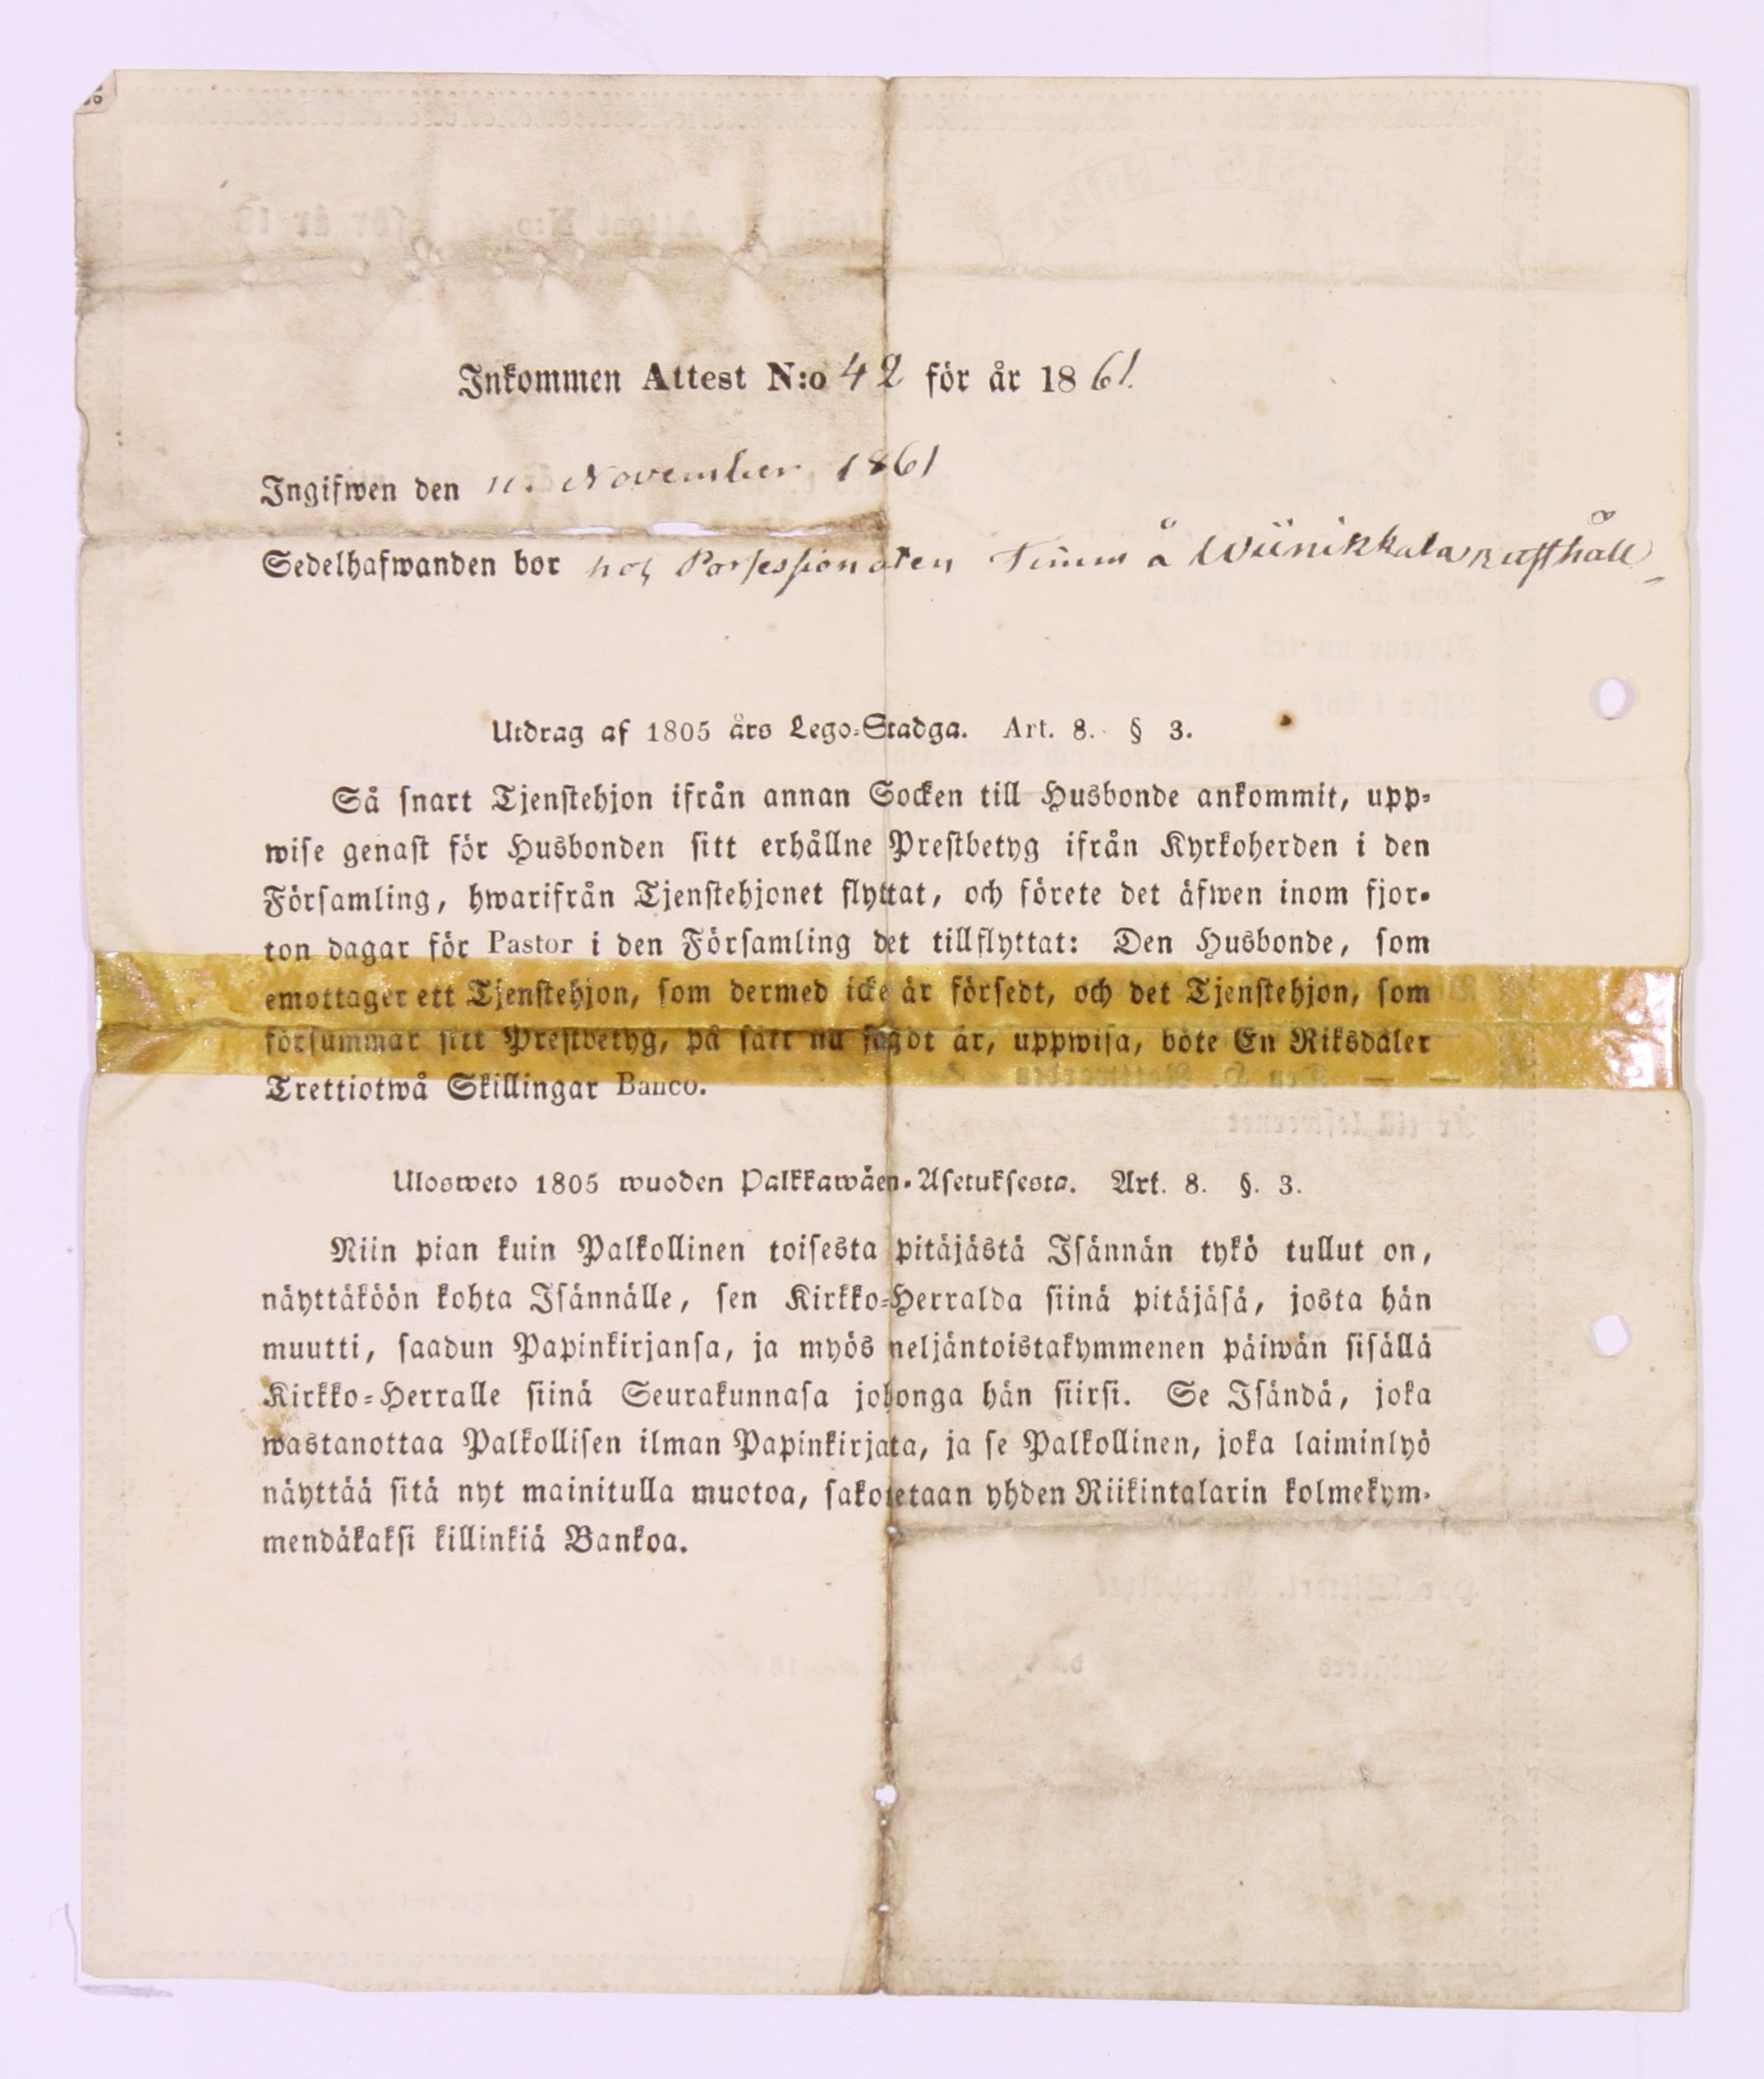 Inkommen Attest N:o 42 för år 1861.
Ingifwen den 11. November 1861
Sedelhafwanden bor hos Possessionaten Timm å Wiinikkala rusthåll
Utdrag af 1805 års Lego-Stadga. Art. 8. § 3.
Så snart Tjenstehjon ifrån annan Socken till Husbonde ankommit, upp-
wise genast för Husbonden sitt erhållne Prestbetyg ifrån Kyrkoherden i den
Församling, hwarifrån Tjenstehjonet flyttat, och förete det äfwen inom fjor-
ton dagar för Pastor i den Församling det tillflyttat: Den Husbonde, som
emottager ett Tjenstehjon, som dermed icke är försedt, och det Tjenstehjon, som
försummar sitt Prestbetyg, på sätt nu sagdt är, uppwisa, böte En Riksdaler
Trettiotwå Skillingar Banco.
Ulosweto 1805 wuoden Palkkawäen-Asetuksesta. Art. 8. §. 3.
Niin pian kuin Palkollinen toisesta pitäjästä Isännän tykö tullut on,
näyttäköön kohta Isännälle, sen Kirkko-Herralda siinä pitäjäsä, josta hän
muutti, saadun Papinkirjansa, ja myös neljäntoistakymmenen päiwän sisällä
Kirkko-Herralle siinä Seurakunnasa johonga hän siirsi. Se Isändä, joka
wastanottaa Palkollisen ilman Papinkirjata, ja se Palkollinen, joka laiminlyö
näyttää sitä nyt mainitulla muotoa, sakotetaan yhden Riikintalarin kolmekym-
mendäkaksi killinkiä Bankoa.